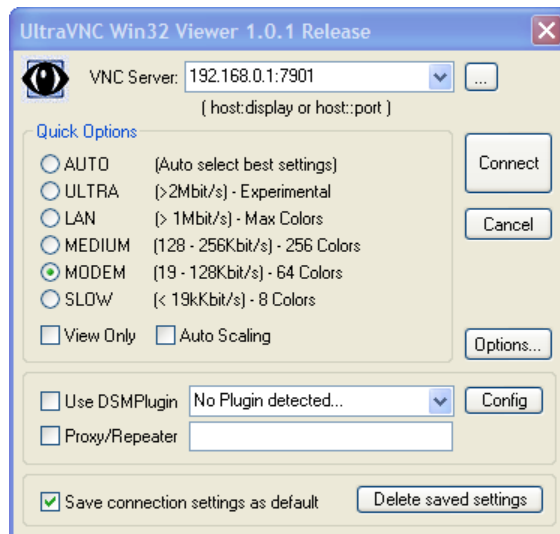 UltraVNC Win32 Viewer 1.0.1 Release
VNC Server: 192.168.0.1:7901 ...
( host:display or host::port )
Quick Options
AUTO (Auto select best settings)
ULTRA (>2Mbit/s) - Experimental
LAN (> 1Mbit/s) - Max Colors
MEDIUM (128 - 256Kbit/s) - 256 Colors
MODEM (19 - 128Kbit/s) - 64 Colors
SLOW (< 19kKbit/s) - 8 Colors
View Only Auto Scaling
Connect
Cancel
Options...
Use DSMPlugin No Plugin detected... Config
Proxy/Repeater
Save connection settings as default Delete saved settings